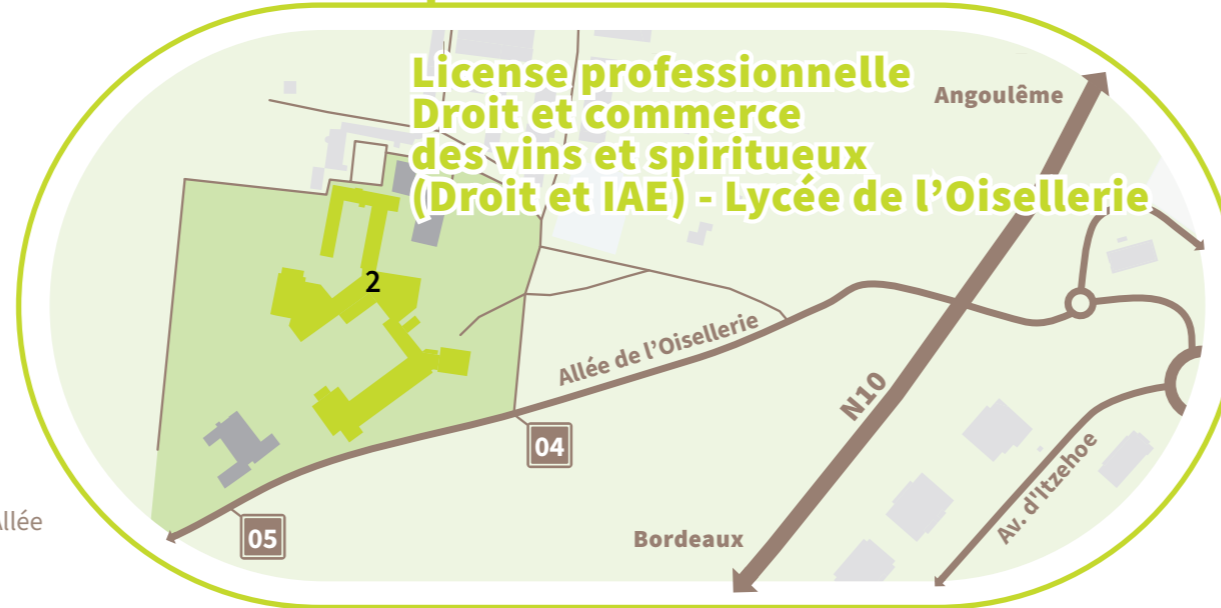 License professionnelle
Droit et commerce
des vins et spiritueux
(Droit et IAE) - Lycée de l’Oisellerie
Angoulême
2
Allée de l’Oisellerie
N10
04
Av. d'Itzehoe
Allée
05
Bordeaux